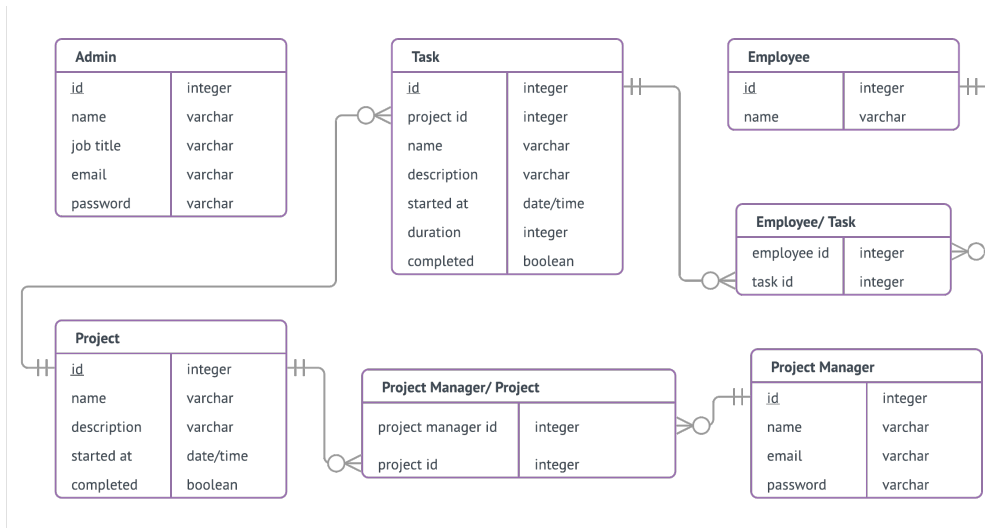 Admin
id integer
name varchar
job title varchar
email varchar
password varchar
Task
id integer
project id integer
name varchar
description varchar
started at date/time
duration integer
completed boolean
Employee
id integer
name varchar
Employee/ Task
employee id integer
task id integer
Project
id integer
name varchar
description varchar
started at date/time
completed boolean
Project Manager/ Project
project manager id integer
project id integer
Project Manager
id integer
name varchar
email varchar
password varchar